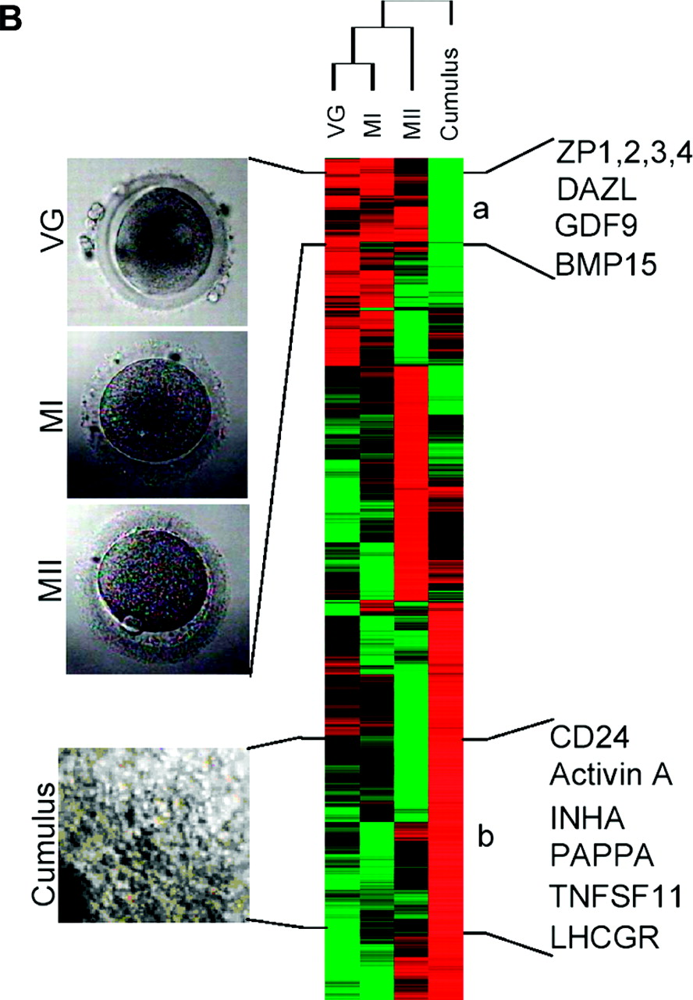 B
VG
MI
MII
Cumulus
VG
MI
MII
Cumulus
a
ZP1,2,3,4
DAZL
GDF9
BMP15
b
CD24
Activin A
INHA
PAPPA
TNFSF11
LHCGR